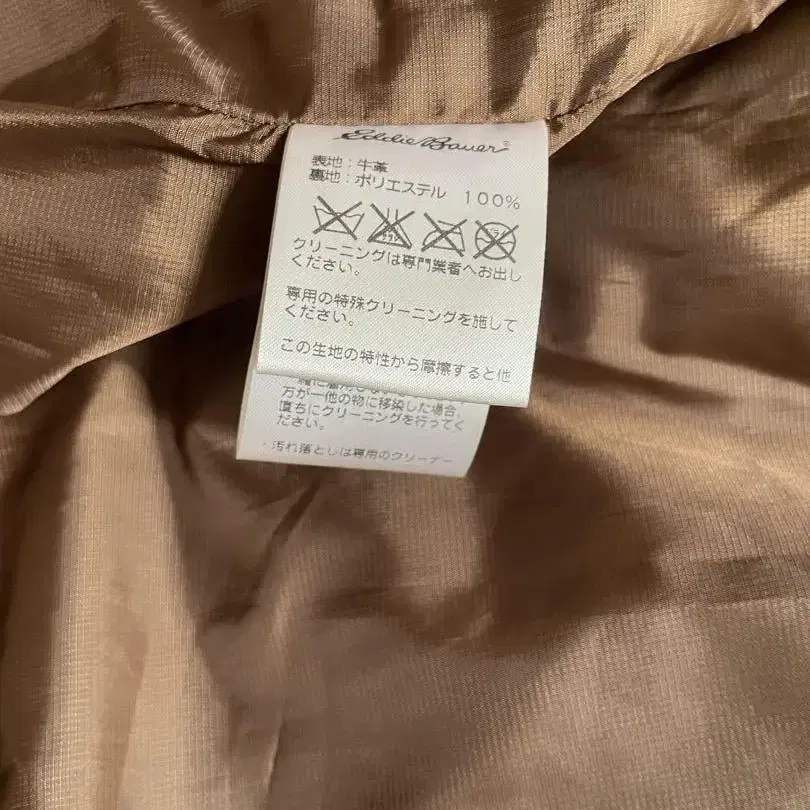 Eddie Bauer®
表地:牛革
裏地:ポリエステル 100%
クリーニングは専門業者へお出し
ください。
専用の特殊クリーニングを施して
ください。
この生地の特性から摩擦すると他
万が一他の物に移染した場合、
直ちにクリーニングを行ってく
ださい。
・汚れ落としは専用のクリーナー